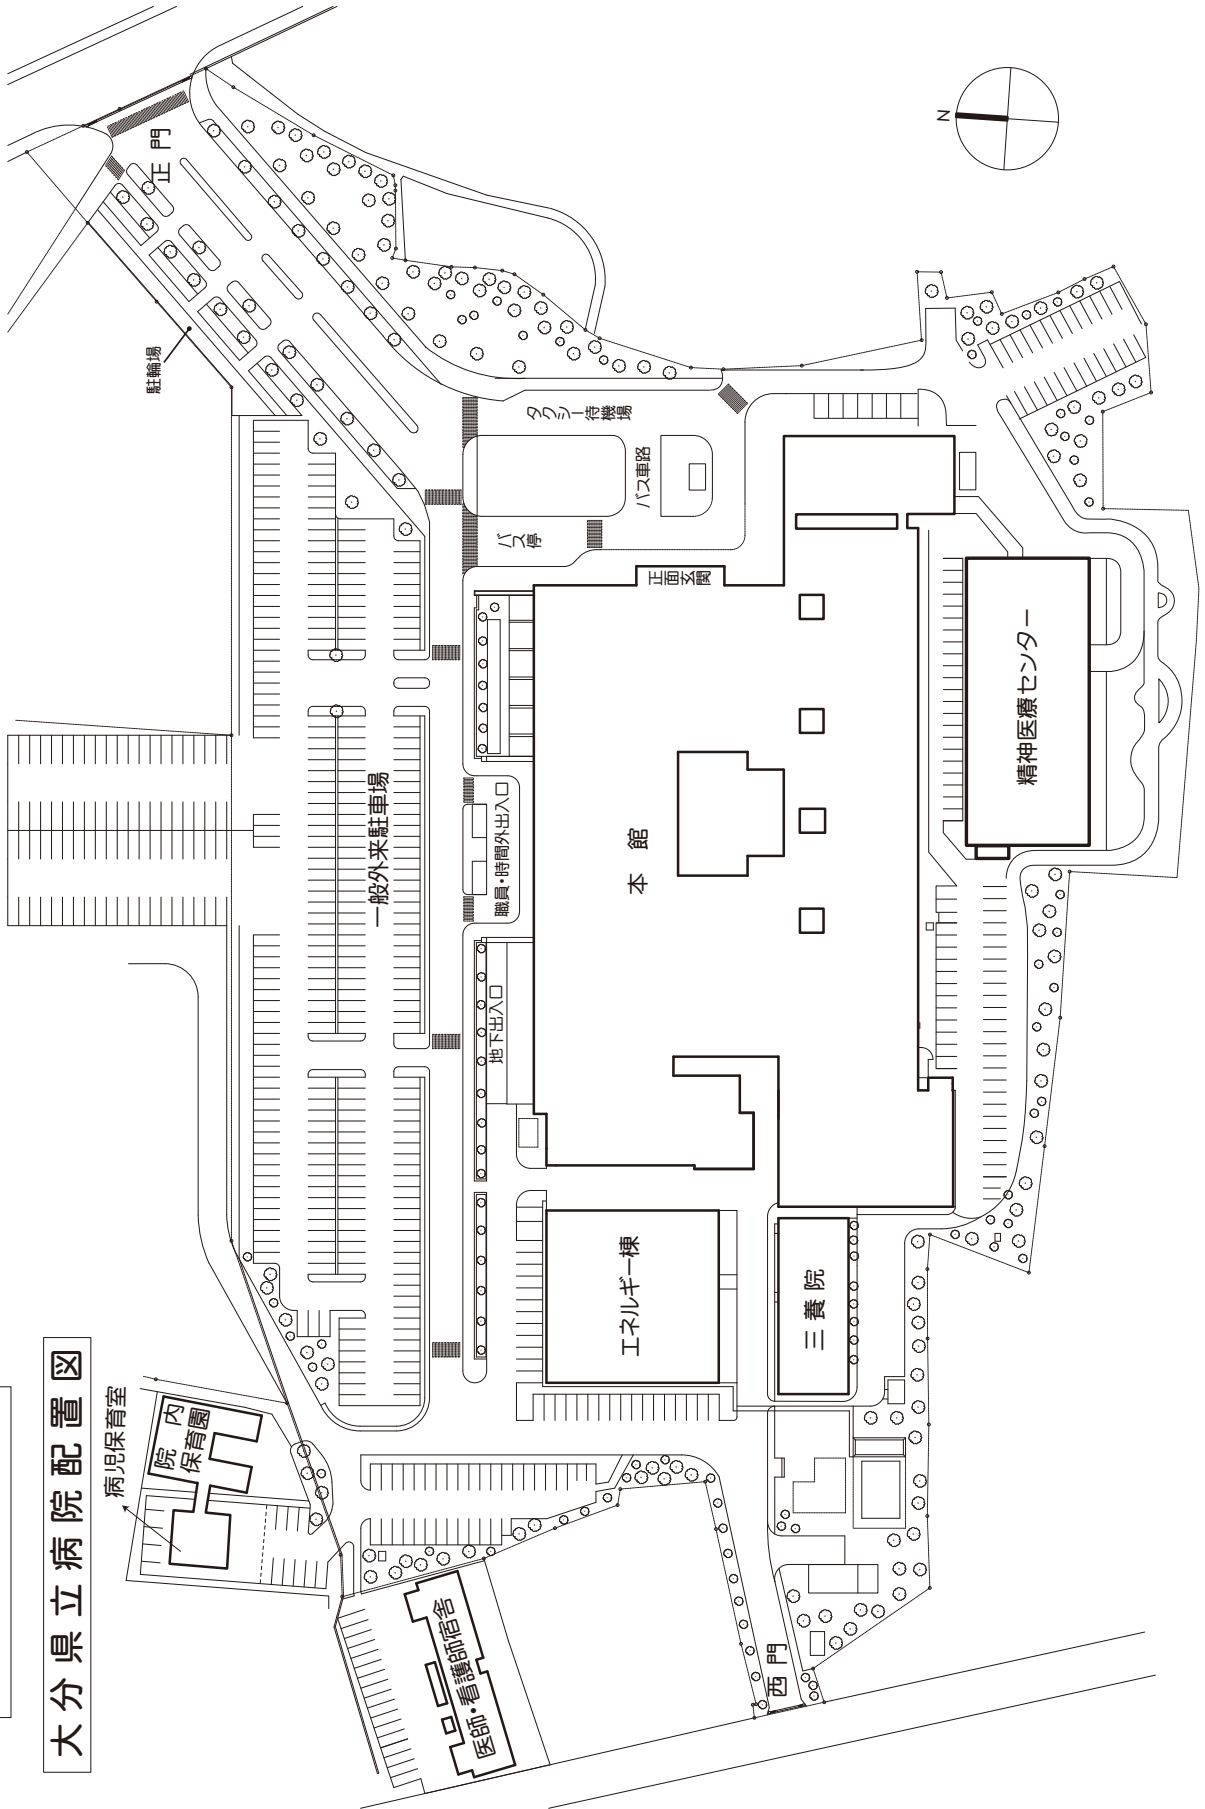 大分県立病院配置図
N
正門
駐輪場
タクシー待機場
バス車路
バス停
正面玄関
一般外来駐車場
職員・時間外出入口
地下出入口
本館
精神医療センター
エネルギー棟
三養院
院内
保育園
病児保育室
医師・看護師宿舎
西門